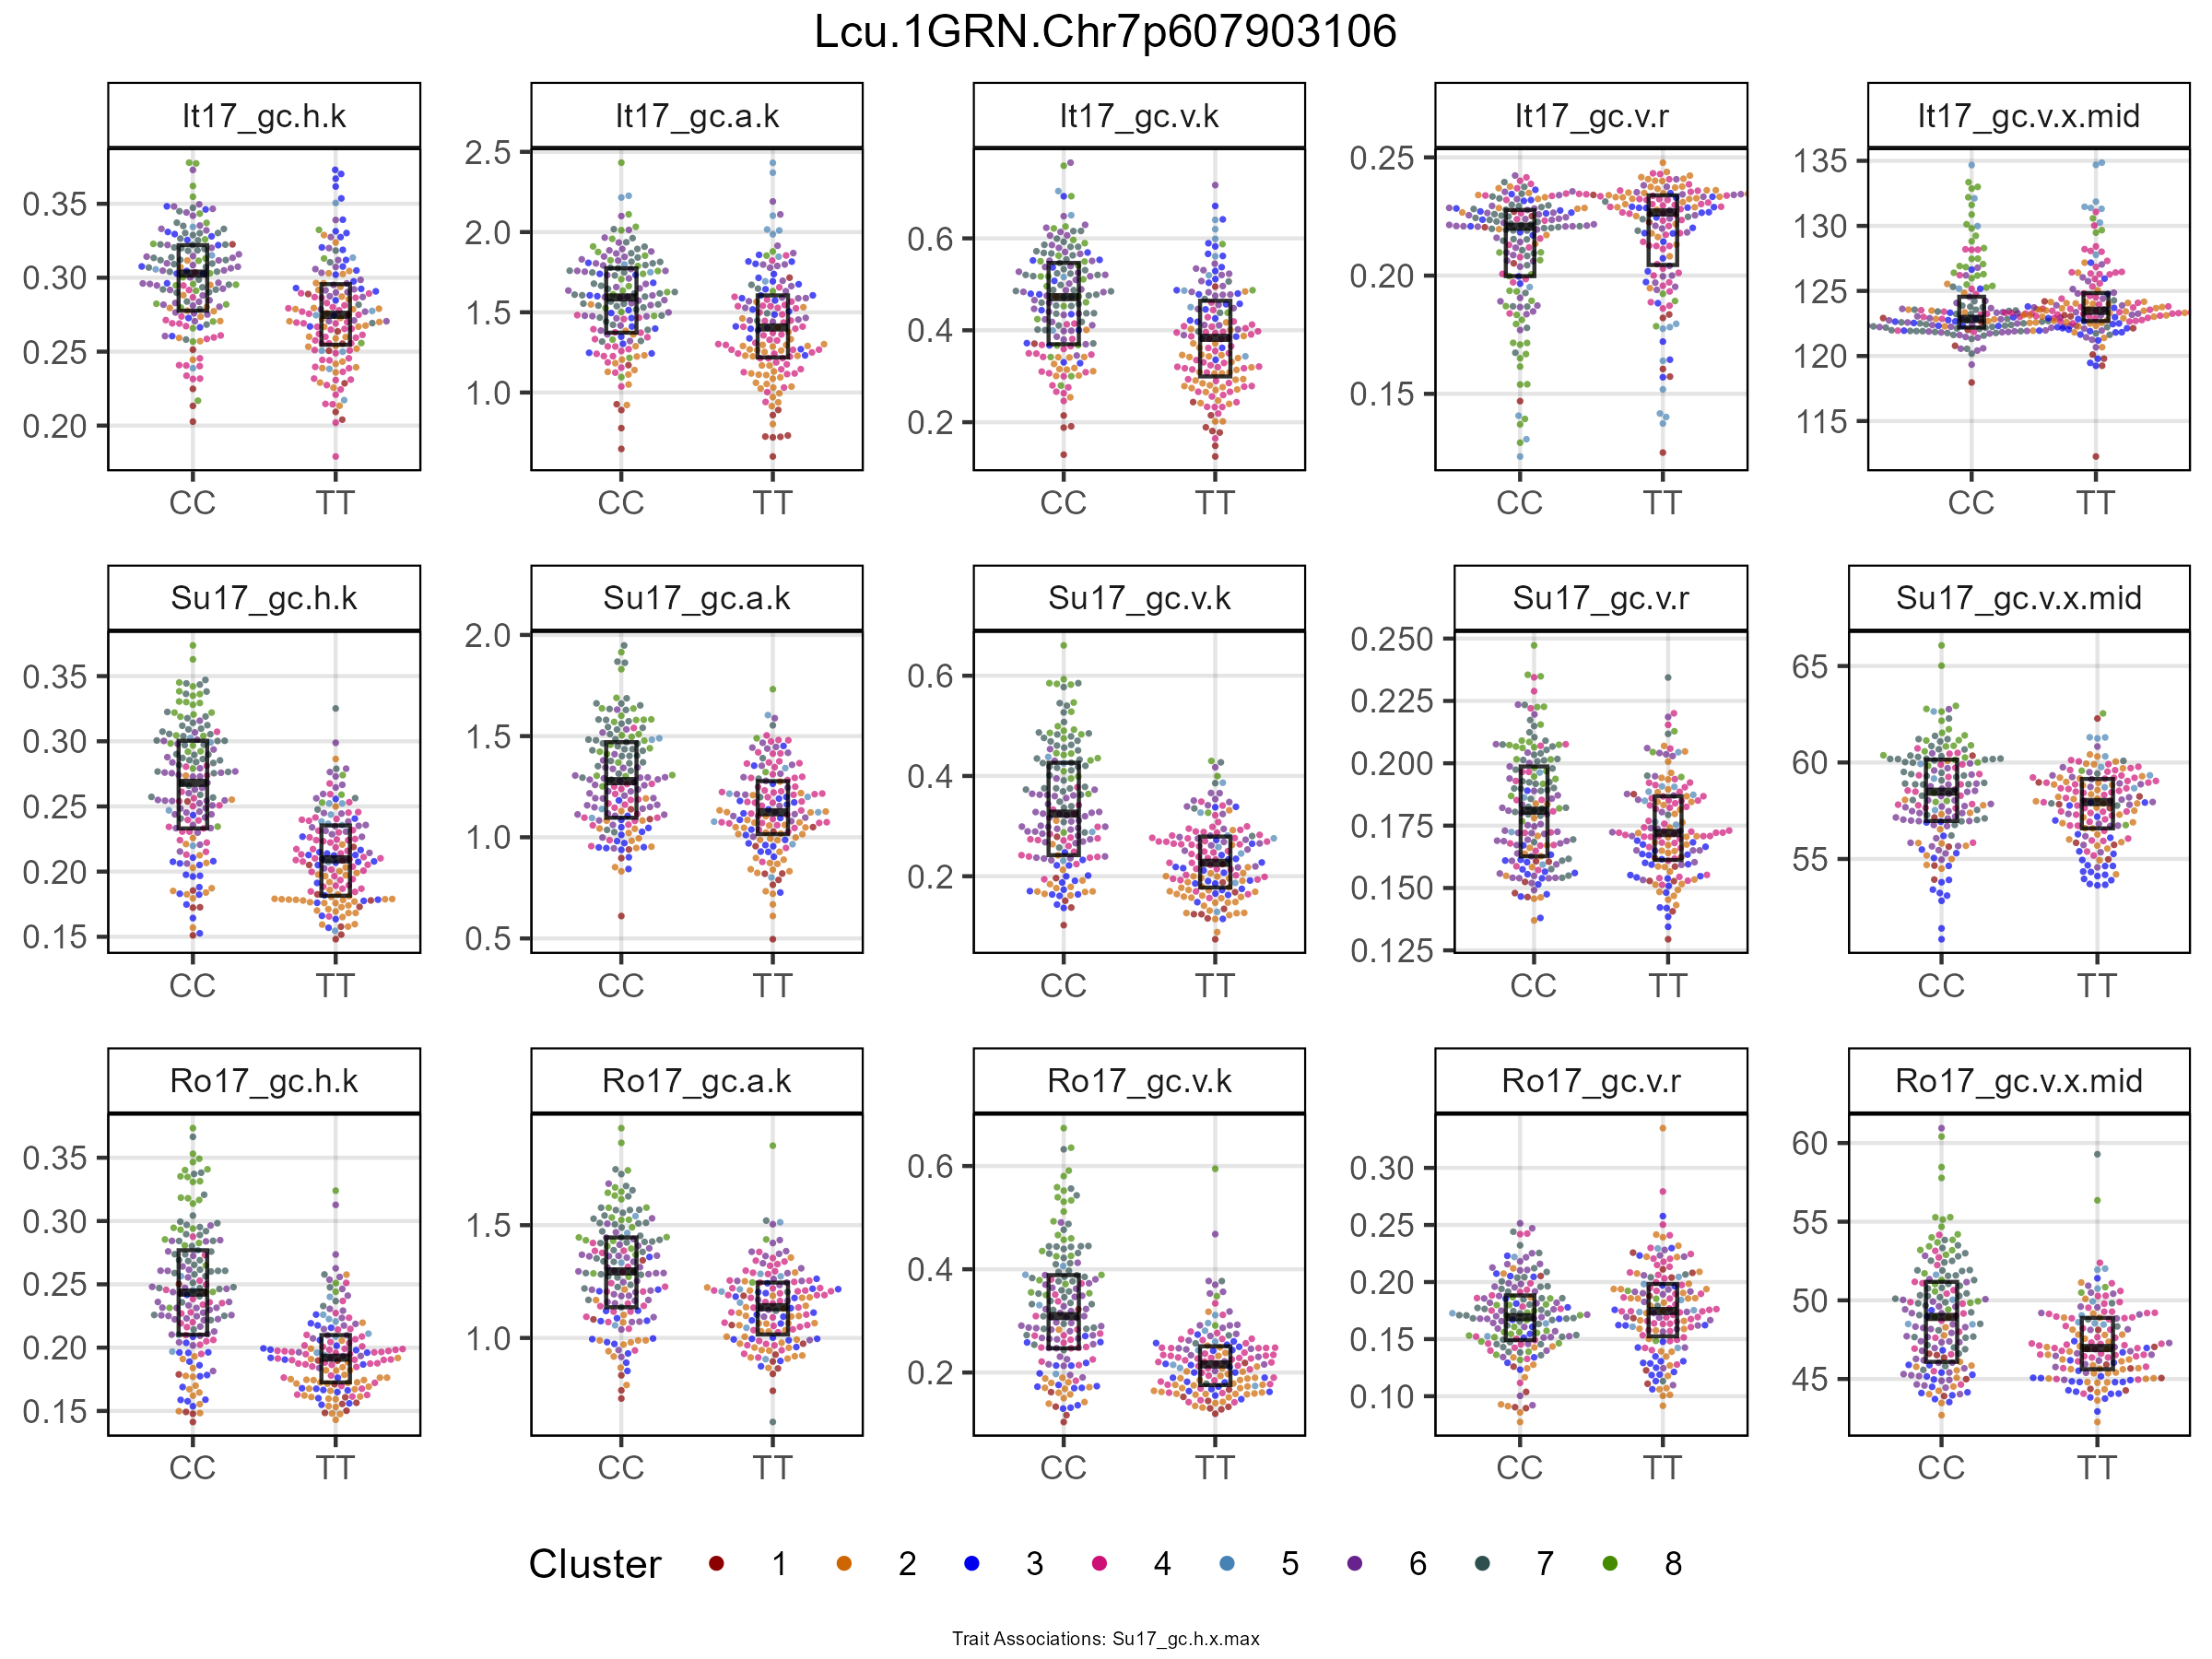 Lcu.1GRN.Chr7p607903106
It17_gc.h.k It17_gc.a.k It17_gc.v.k It17_gc.v.r It17_gc.v.x.mid
0.35 0.30 0.25 0.20
2.5 2.0 1.5 1.0
0.6 0.4 0.2
0.25 0.20 0.15
135 130 125 120 115
CC TT CC TT CC TT CC TT CC TT
Su17_gc.h.k Su17_gc.a.k Su17_gc.v.k Su17_gc.v.r Su17_gc.v.x.mid
0.35 0.30 0.25 0.20 0.15
2.0 1.5 1.0 0.5
0.6 0.4 0.2
0.250 0.225 0.200 0.175 0.150 0.125
65 60 55
CC TT CC TT CC TT CC TT CC TT
Ro17_gc.h.k Ro17_gc.a.k Ro17_gc.v.k Ro17_gc.v.r Ro17_gc.v.x.mid
0.35 0.30 0.25 0.20 0.15
1.5 1.0
0.6 0.4 0.2
0.30 0.25 0.20 0.15 0.10
60 55 50 45
CC TT CC TT CC TT CC TT CC TT
Cluster 1 2 3 4 5 6 7 8
Trait Associations: Su17_gc.h.x.max